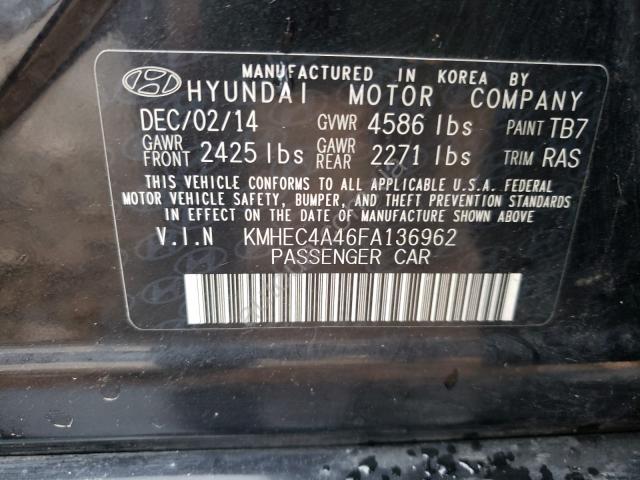 MANUFACTURED IN KOREA BY
HYUNDAI MOTOR COMPANY
DEC/02/14 GVWR 4586 lbs PAINT TB7
GAWR FRONT 2425 lbs GAWR REAR 2271 lbs TRIM RAS
THIS VEHICLE CONFORMS TO ALL APPLICABLE U.S.A. FEDERAL
MOTOR VEHICLE SAFETY, BUMPER, AND THEFT PREVENTION STANDARDS
IN EFFECT ON THE DATE OF MANUFACTURE SHOWN ABOVE.
V.I.N KMHEC4A46FA136962
PASSENGER CAR